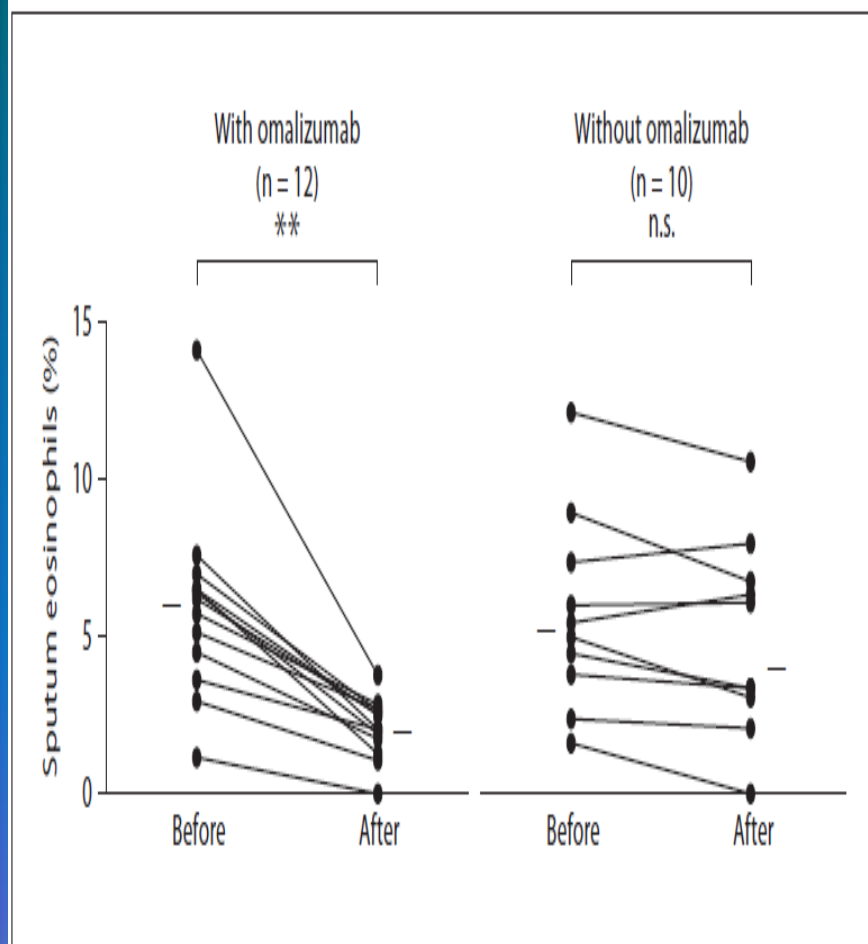 With omalizumab
(n = 12)
**
Without omalizumab
(n = 10)
n.s.
Sputum eosinophils (%)
15
10
5
0
Before
After
Before
After